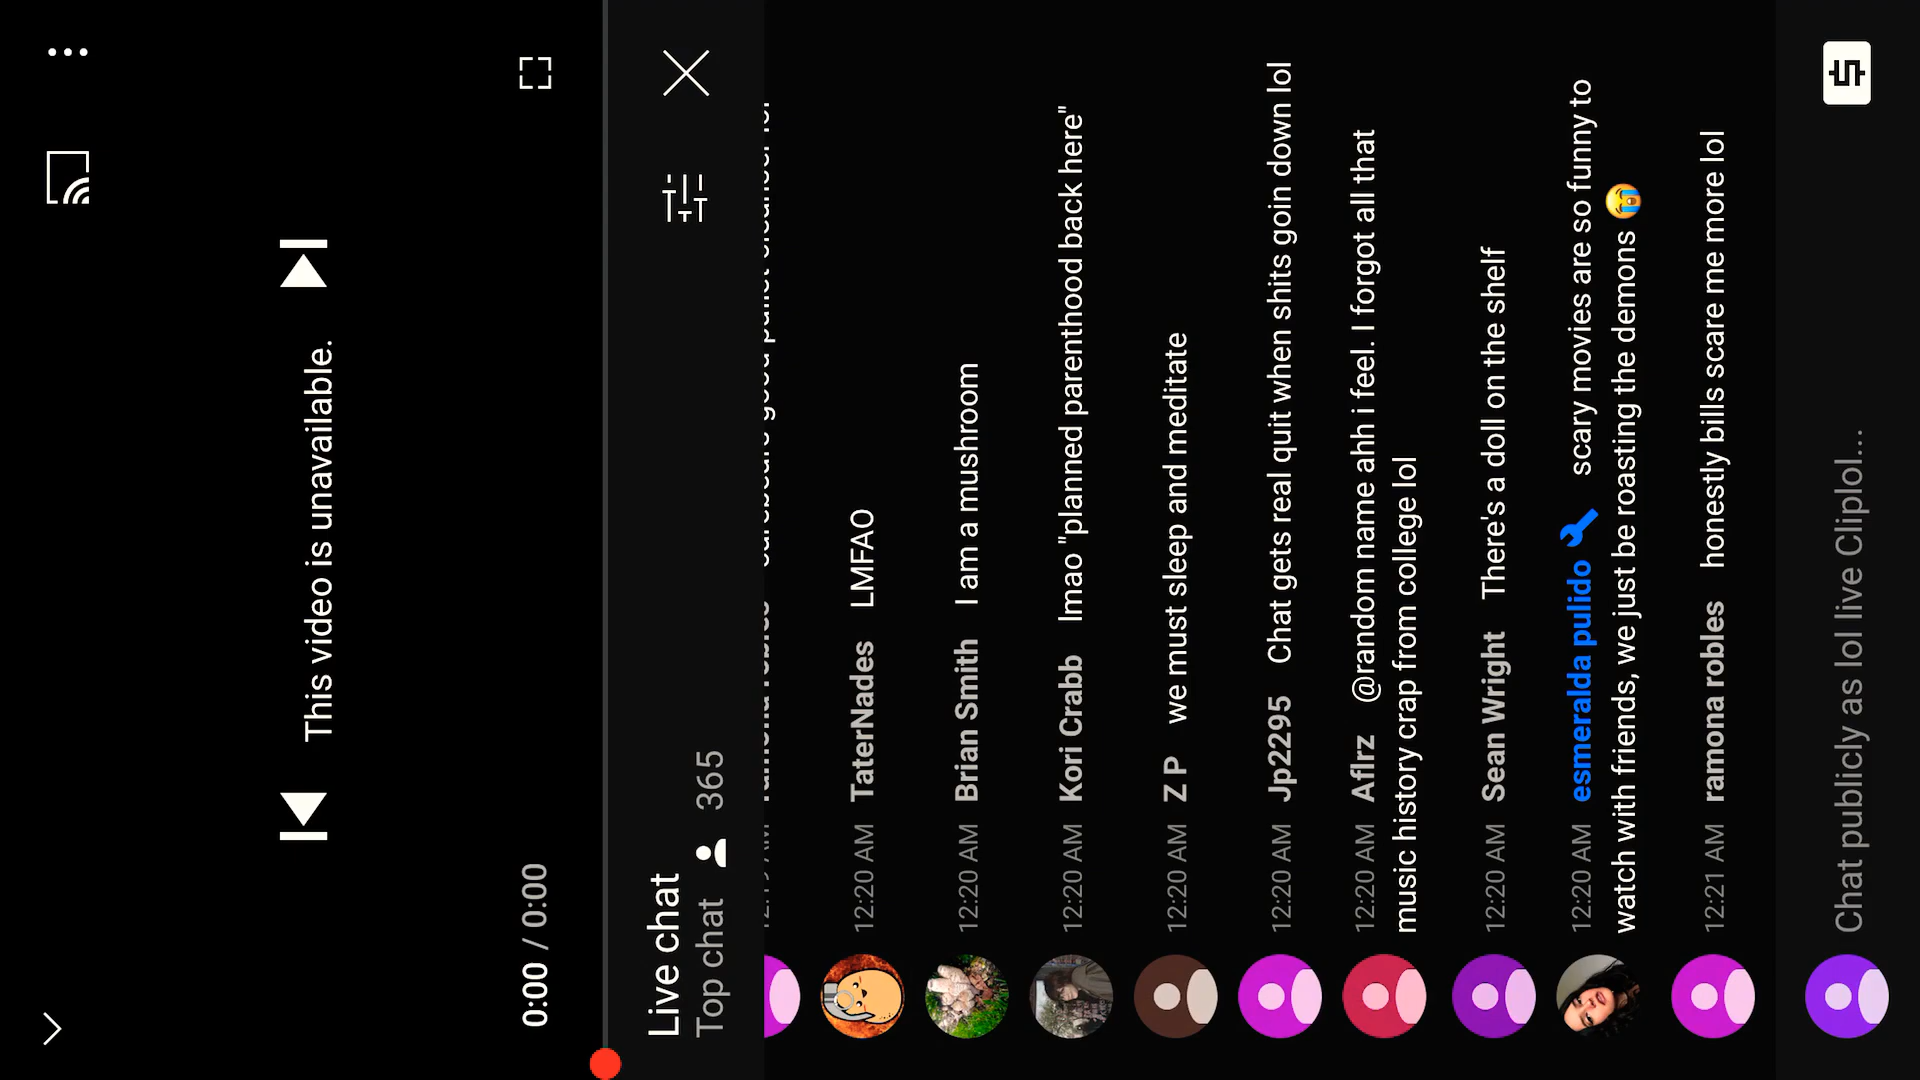 This video is unavailable.
0:00 / 0:00
Live chat
Top chat 365
12:20 AM TaterNades LMFAO
12:20 AM Brian Smith I am a mushroom
12:20 AM Kori Crabb lmao "planned parenthood back here"
12:20 AM Z P we must sleep and meditate
12:20 AM Jp2295 Chat gets real quit when shits goin down lol
12:20 AM Aflrz @random name ahh i feel. I forgot all that
music history crap from college lol
12:20 AM Sean Wright There's a doll on the shelf
12:20 AM esmeralda pulido scary movies are so funny to
watch with friends, we just be roasting the demons 😭
12:21 AM ramona robles honestly bills scare me more lol
Chat publicly as lol live Cliplol...